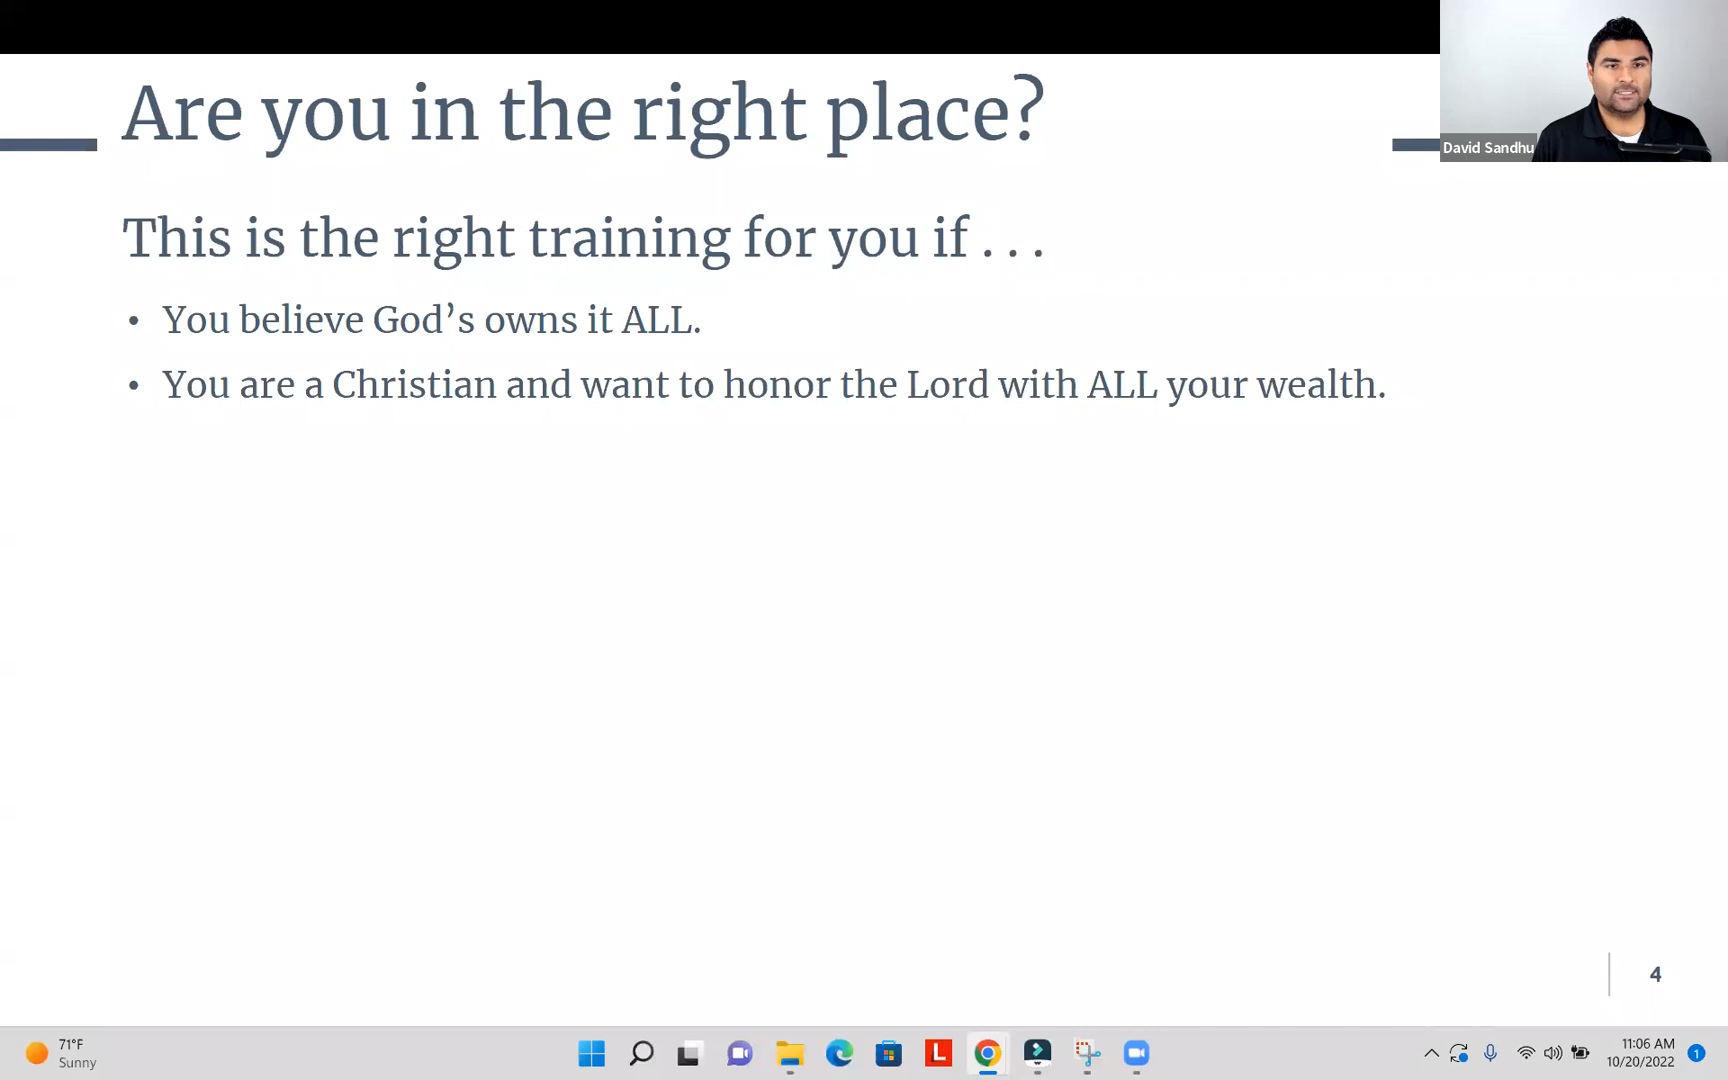 Are you in the right place?
David Sandhu
This is the right training for you if . . .
• You believe God’s owns it ALL.
• You are a Christian and want to honor the Lord with ALL your wealth.
4
71°F
Sunny
L
11:06 AM
10/20/2022
1